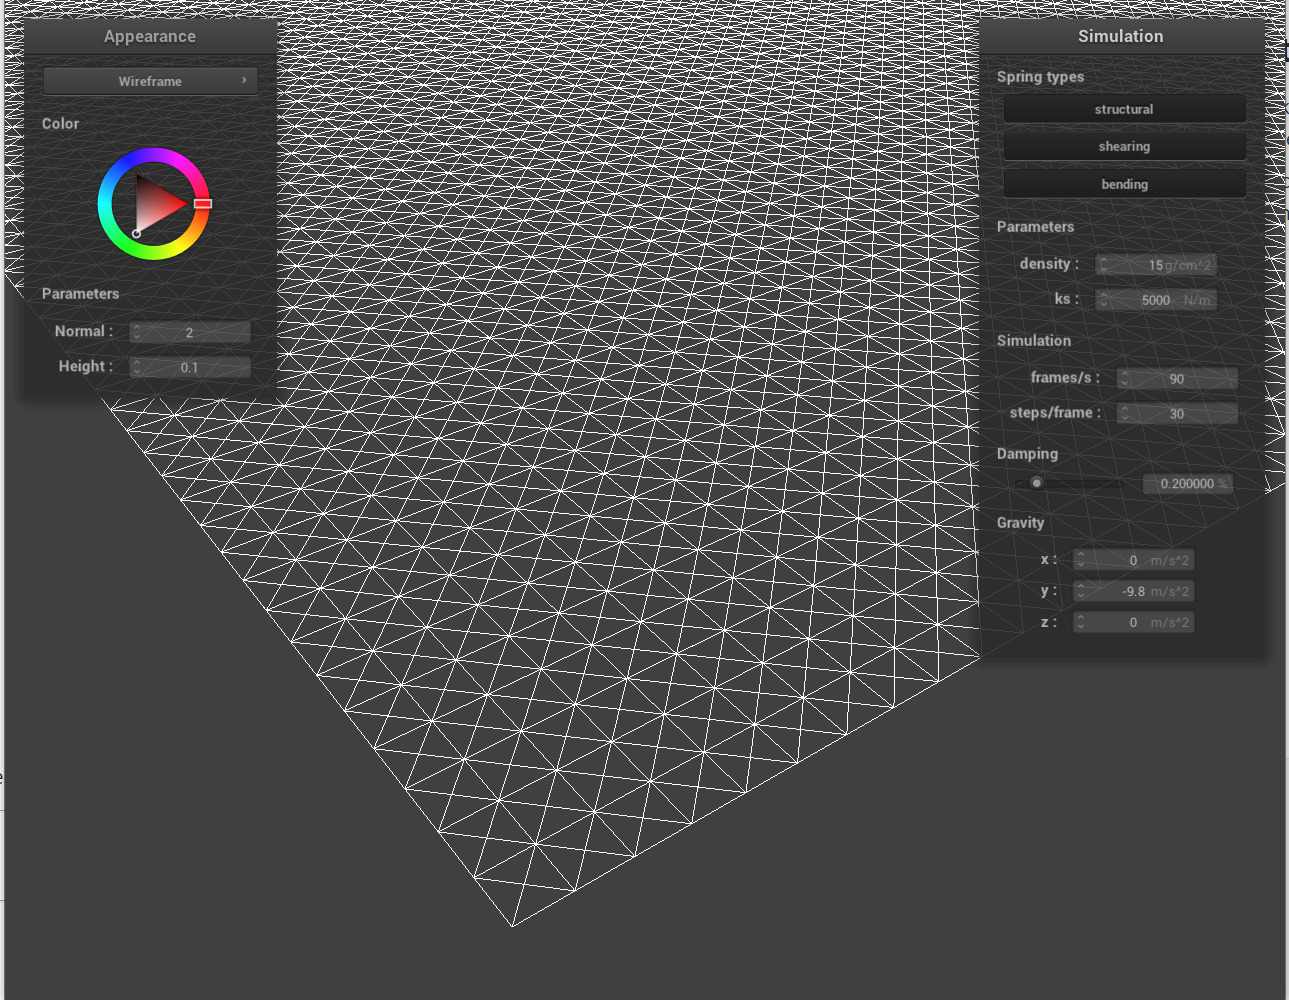 Appearance
Wireframe
Color
Parameters
Normal : 2
Height : 0.1
Simulation
Spring types
structural
shearing
bending
Parameters
density : 15 g/cm^2
ks : 5000 N/m
Simulation
frames/s : 90
steps/frame : 30
Damping
0.200000 %
Gravity
x : 0 m/s^2
y : -9.8 m/s^2
z : 0 m/s^2